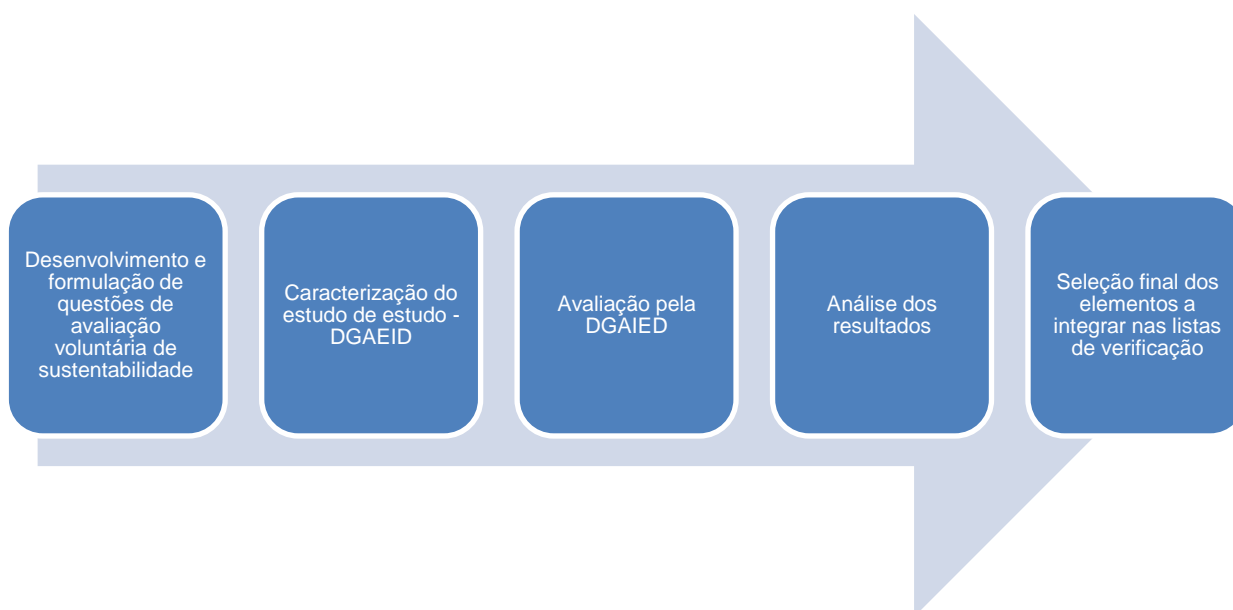 Desenvolvimento e
formulação de
questões de
avaliação
voluntária de
sustentabilidade
Caracterização do
estudo de estudo -
DGAEID
Avaliação pela
DGAIED
Análise dos
resultados
Seleção final dos
elementos a
integrar nas listas
de verificação